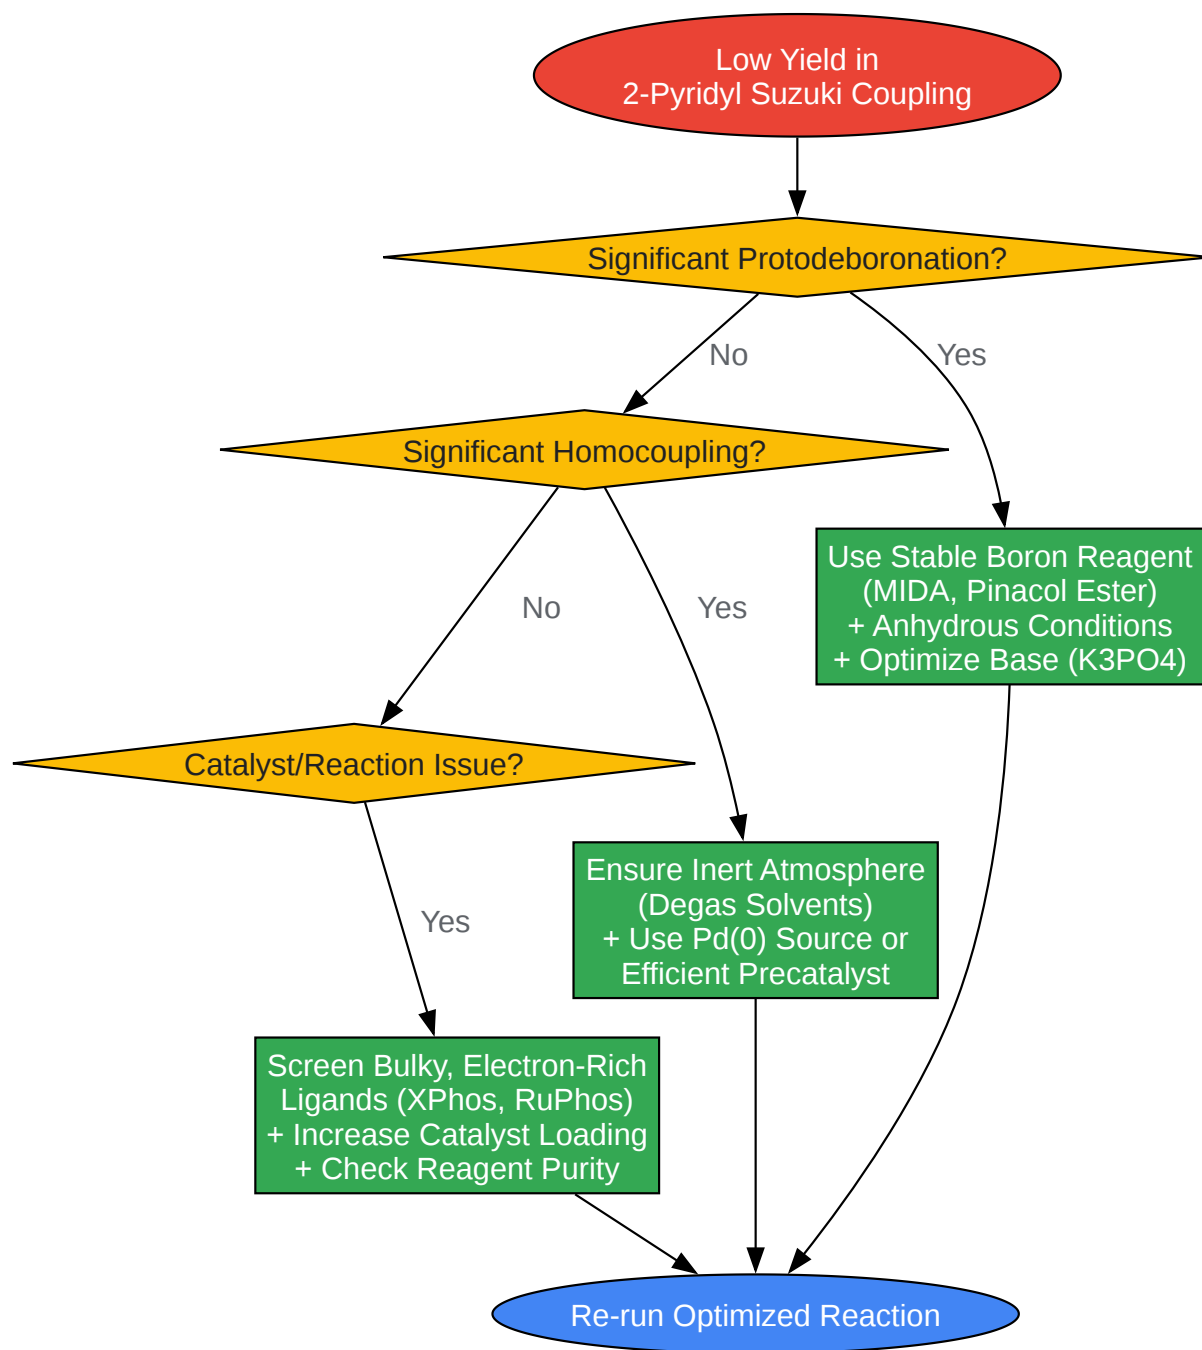 Low Yield in
2-Pyridyl Suzuki Coupling
Significant Protodeboronation?
No
Yes
Significant Homocoupling?
Use Stable Boron Reagent
(MIDA, Pinacol Ester)
+ Anhydrous Conditions
+ Optimize Base (K3PO4)
No
Yes
Catalyst/Reaction Issue?
Ensure Inert Atmosphere
(Degas Solvents)
+ Use Pd(0) Source or
Efficient Precatalyst
Yes
Screen Bulky, Electron-Rich
Ligands (XPhos, RuPhos)
+ Increase Catalyst Loading
+ Check Reagent Purity
Re-run Optimized Reaction